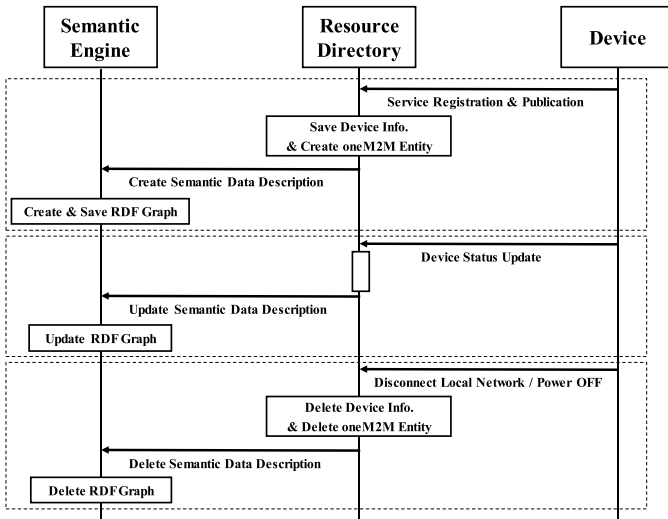 Semantic
Engine
Resource
Directory
Device
Service Registration & Publication
Save Device Info.
& Create oneM2M Entity
Create Semantic Data Description
Create & Save RDF Graph
Device Status Update
Update Semantic Data Description
Update RDF Graph
Disconnect Local Network / Power OFF
Delete Device Info.
& Delete oneM2M Entity
Delete Semantic Data Description
Delete RDF Graph